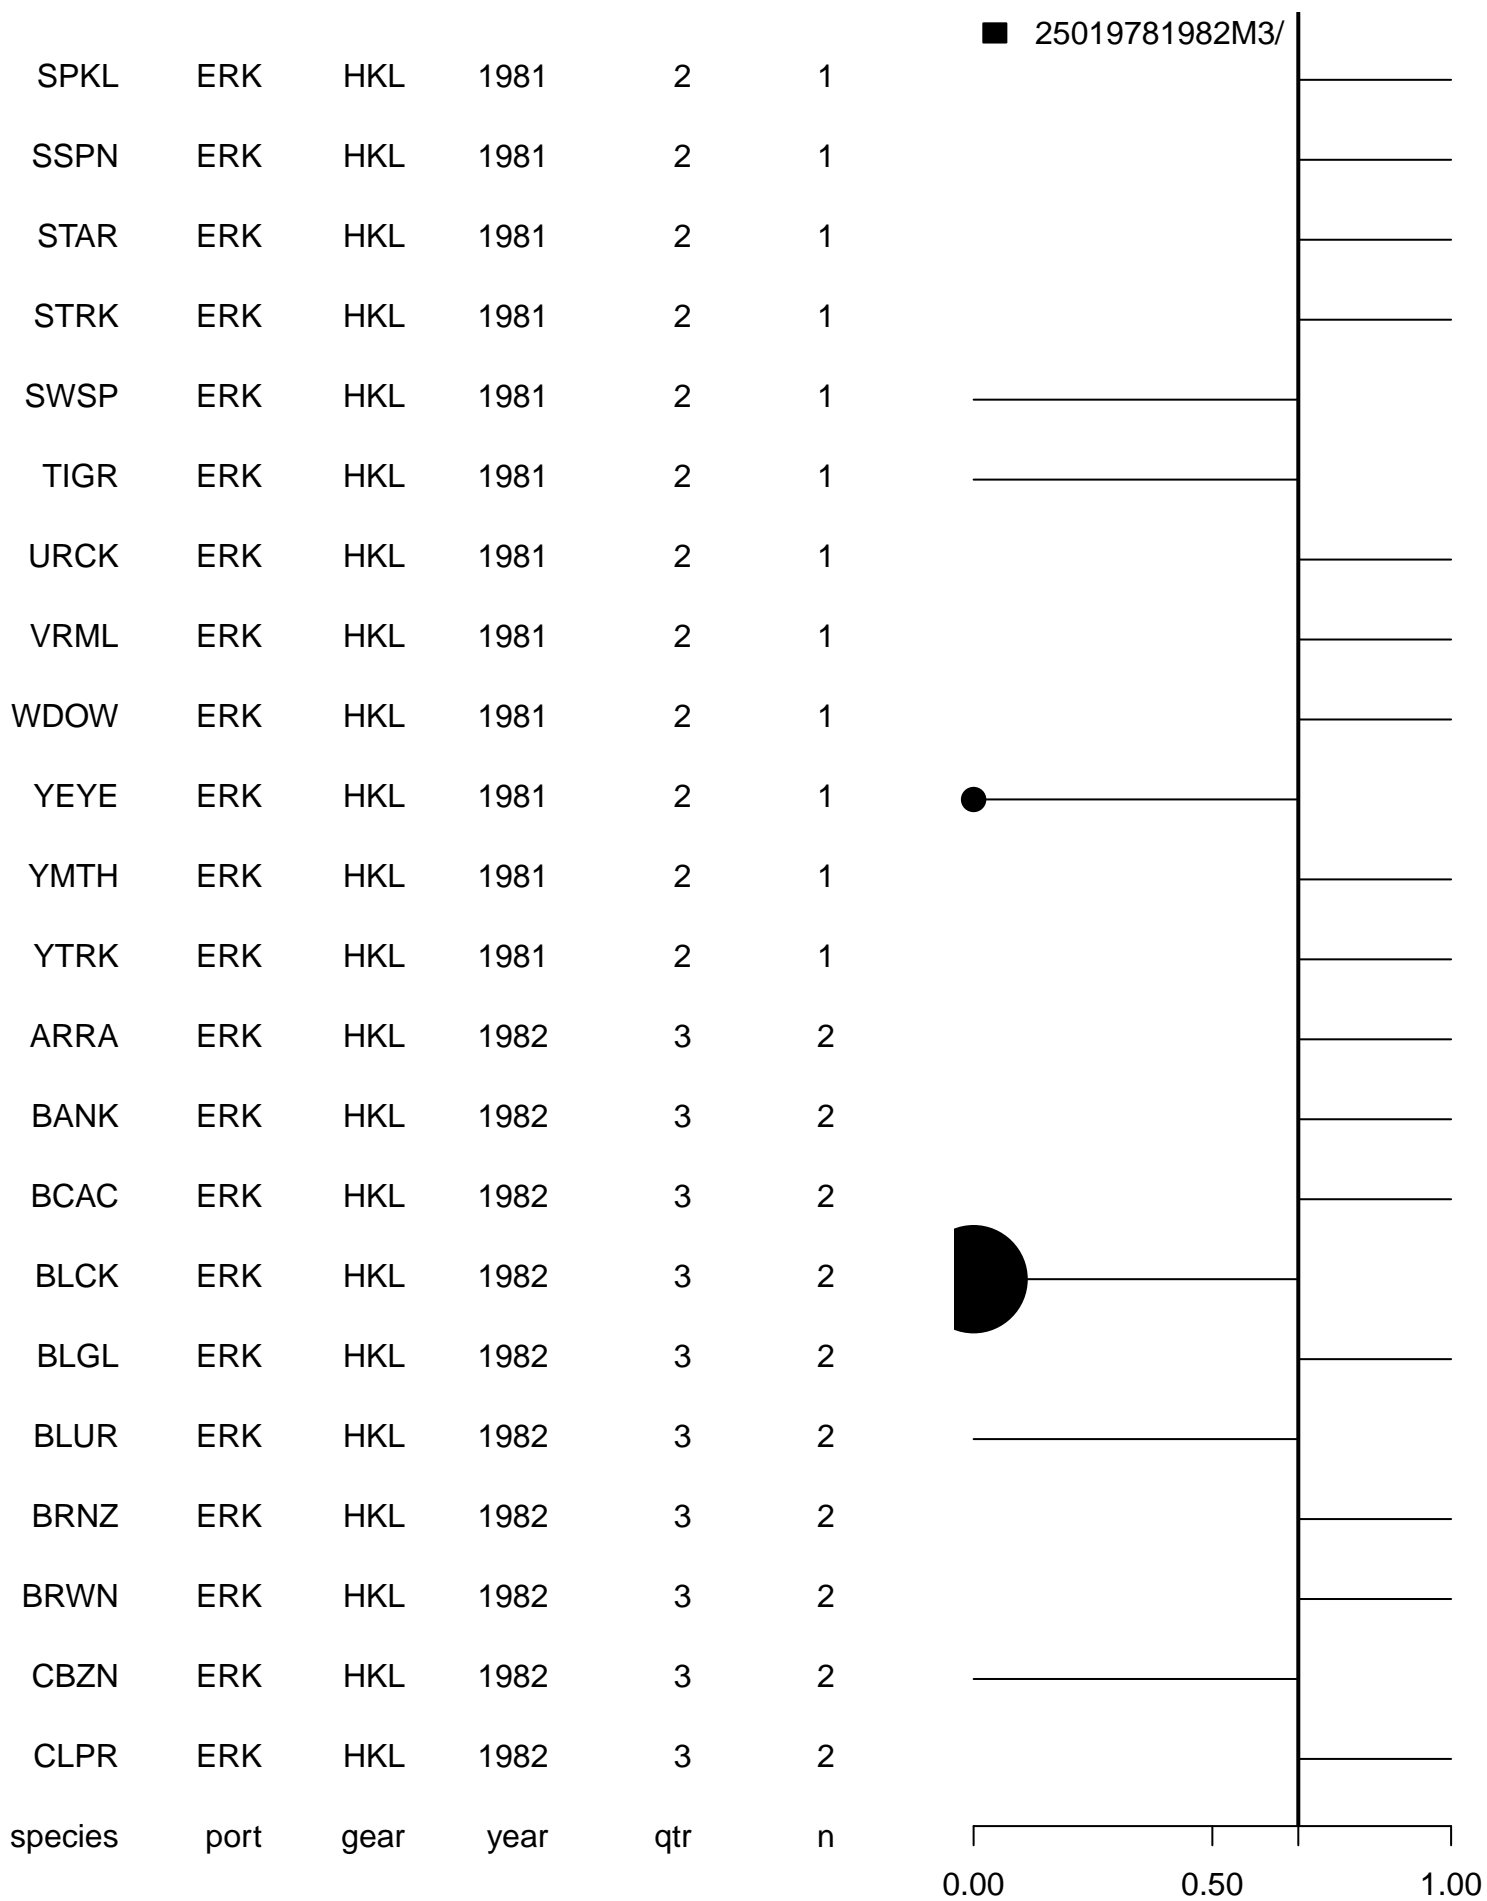 25019781982M3/
SPKL ERK HKL 1981 2 1
SSPN ERK HKL 1981 2 1
STAR ERK HKL 1981 2 1
STRK ERK HKL 1981 2 1
SWSP ERK HKL 1981 2 1
TIGR ERK HKL 1981 2 1
URCK ERK HKL 1981 2 1
VRML ERK HKL 1981 2 1
WDOW ERK HKL 1981 2 1
YEYE ERK HKL 1981 2 1
YMTH ERK HKL 1981 2 1
YTRK ERK HKL 1981 2 1
ARRA ERK HKL 1982 3 2
BANK ERK HKL 1982 3 2
BCAC ERK HKL 1982 3 2
BLCK ERK HKL 1982 3 2
BLGL ERK HKL 1982 3 2
BLUR ERK HKL 1982 3 2
BRNZ ERK HKL 1982 3 2
BRWN ERK HKL 1982 3 2
CBZN ERK HKL 1982 3 2
CLPR ERK HKL 1982 3 2
species port gear year qtr n
0.00 0.50 1.00